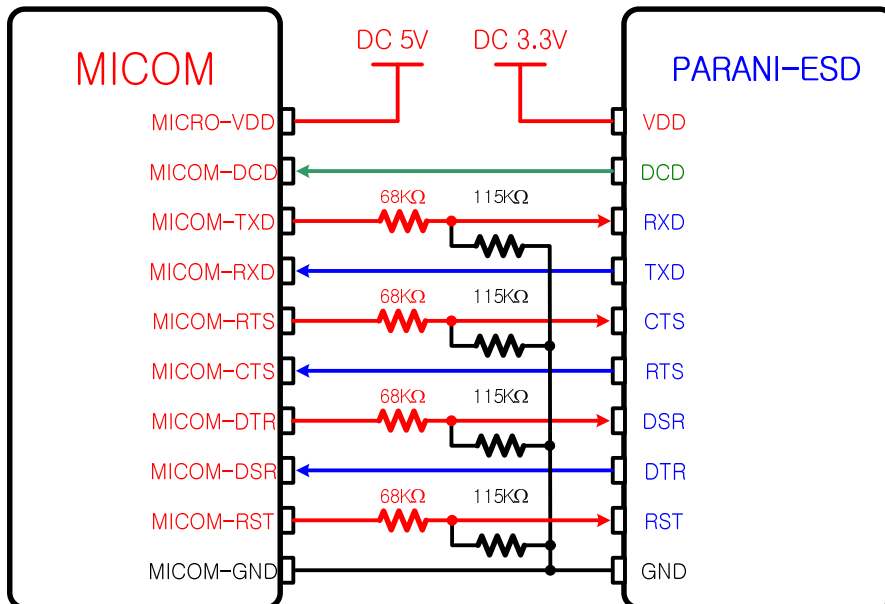 DC 5V DC 3.3V
MICOM PARANI-ESD
MICRO-VDD VDD
MICOM-DCD DCD
68KΩ 115KΩ
MICOM-TXD RXD
MICOM-RXD TXD
68KΩ 115KΩ
MICOM-RTS CTS
MICOM-CTS RTS
68KΩ 115KΩ
MICOM-DTR DSR
MICOM-DSR DTR
68KΩ 115KΩ
MICOM-RST RST
MICOM-GND GND